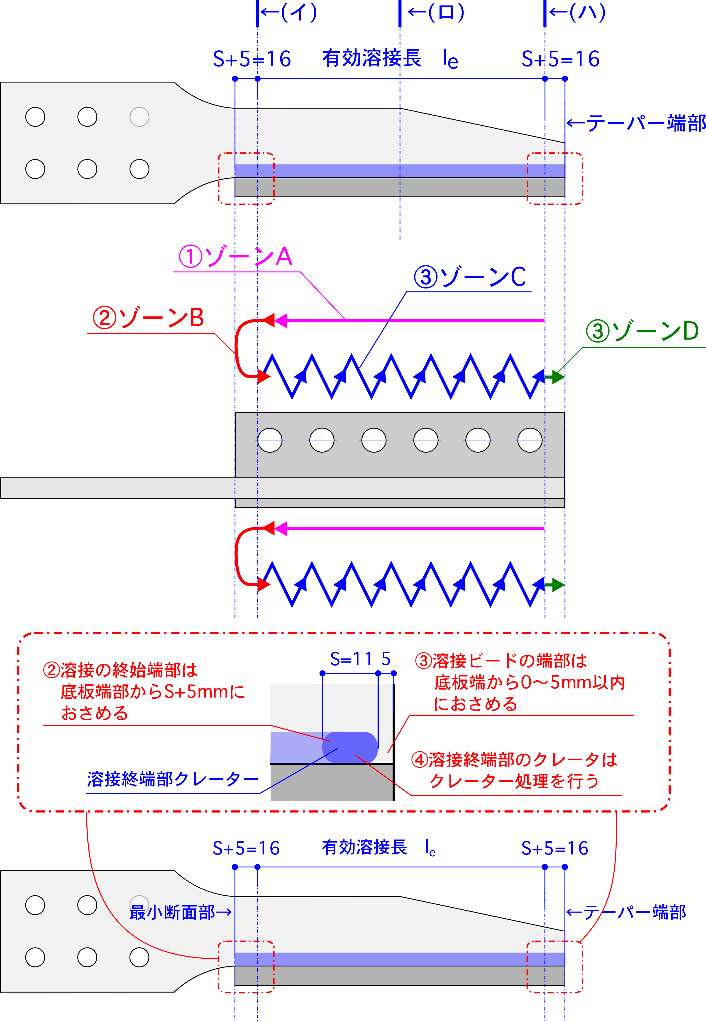 ←(イ)
←(ロ)
←(ハ)
S+5=16
有効溶接長 le
S+5=16
←テーパー端部
①ゾーンA
③ゾーンC
②ゾーンB
③ゾーンD
②溶接の終始端部は
底板端部からS+5mmに
おさめる
S=11
5
③溶接ビードの端部は
底板端から0～5mm以内
におさめる
溶接終端部クレーター
④溶接終端部のクレータは
クレーター処理を行う
S+5=16
有効溶接長 le
S+5=16
最小断面部→
←テーパー端部